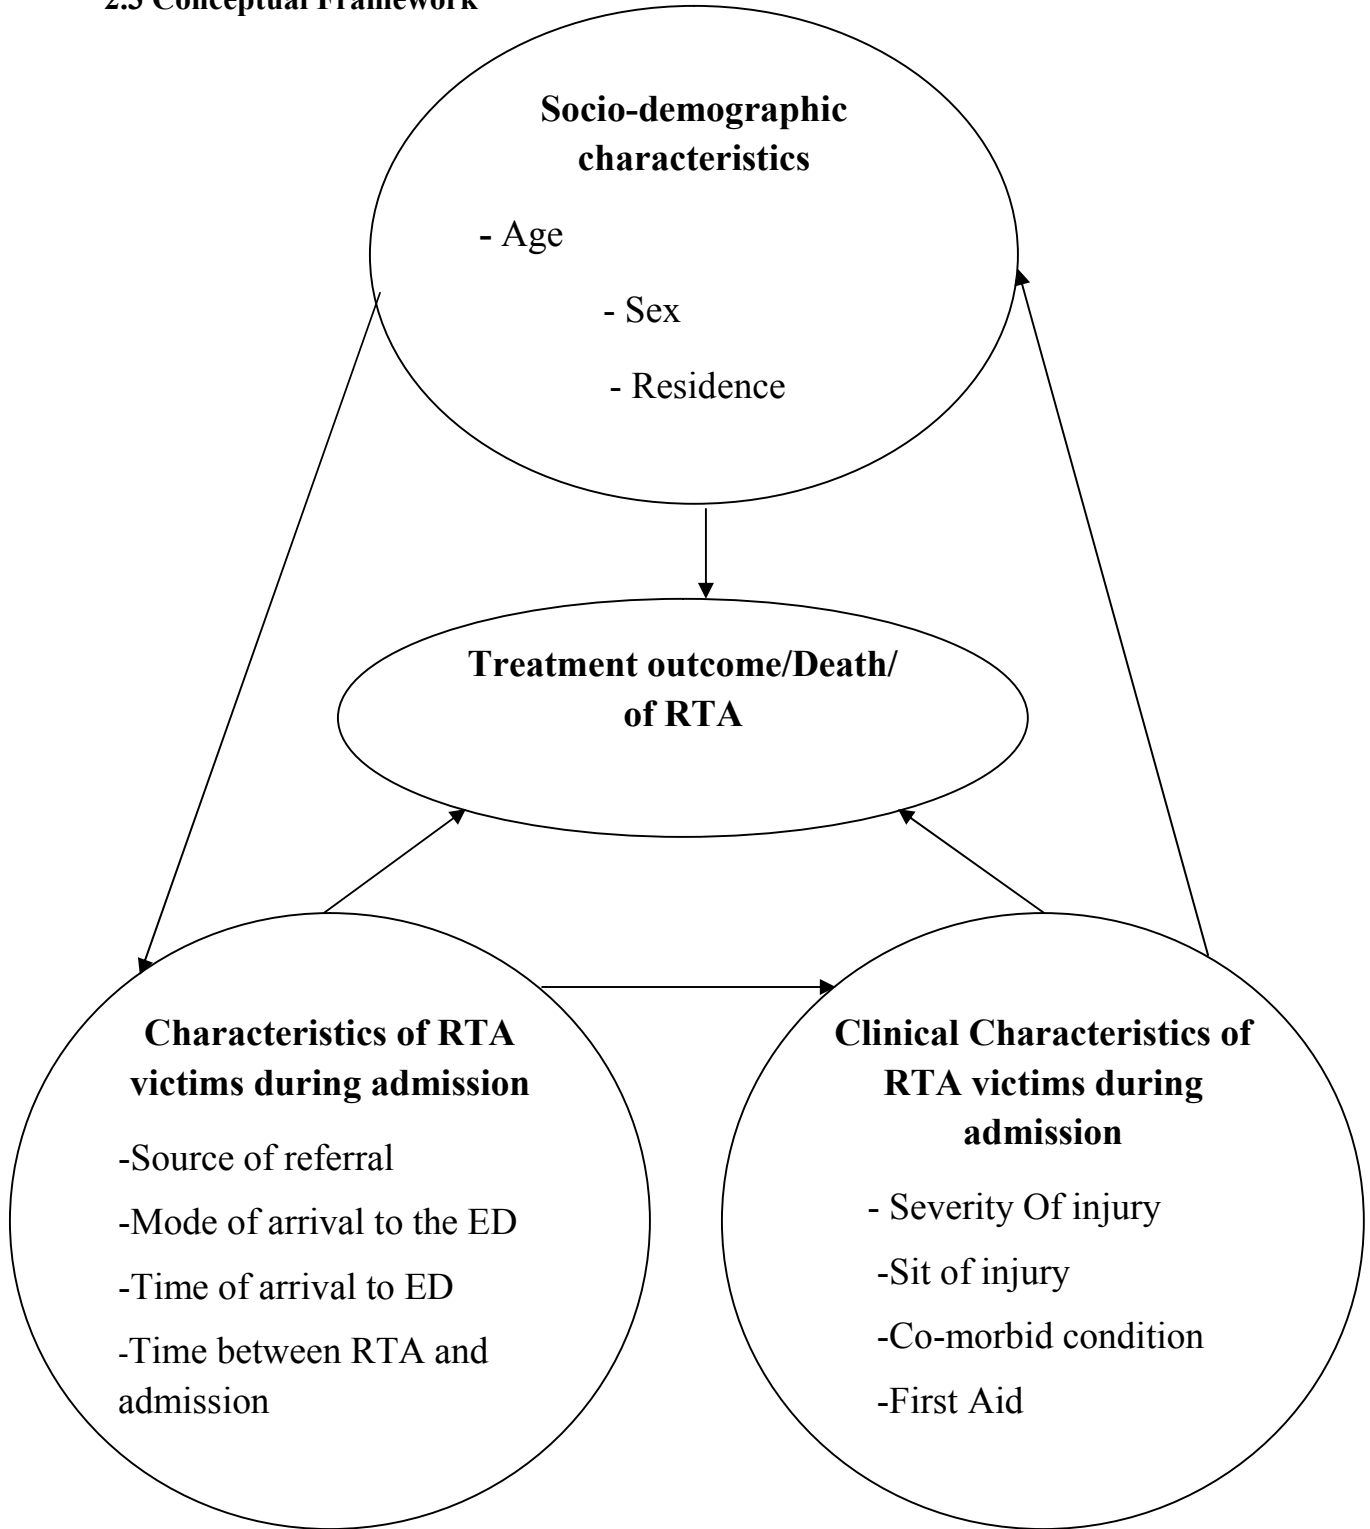 2.3 Conceptual Framework
Socio-demographic
characteristics
- Age
- Sex
- Residence
Treatment outcome/Death/
of RTA
Characteristics of RTA
victims during admission
-Source of referral
-Mode of arrival to the ED
-Time of arrival to ED
-Time between RTA and
admission
Clinical Characteristics of
RTA victims during
admission
- Severity Of injury
-Sit of injury
-Co-morbid condition
-First Aid